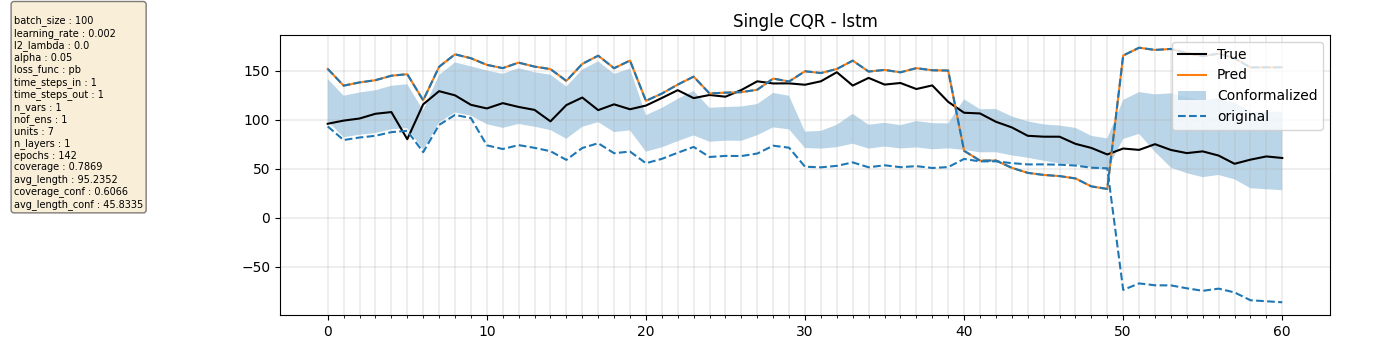 batch_size : 100
learning_rate : 0.002
l2_lambda : 0.0
alpha : 0.05
loss_func : pb
time_steps_in : 1
time_steps_out : 1
n_vars : 1
nof_ens : 1
units : 7
n_layers : 1
epochs : 142
coverage : 0.7869
avg_length : 95.2352
coverage_conf : 0.6066
avg_length_conf : 45.8335
Single CQR - lstm
150
100
50
0
−50
0 10 20 30 40 50 60
True
Pred
Conformalized
original